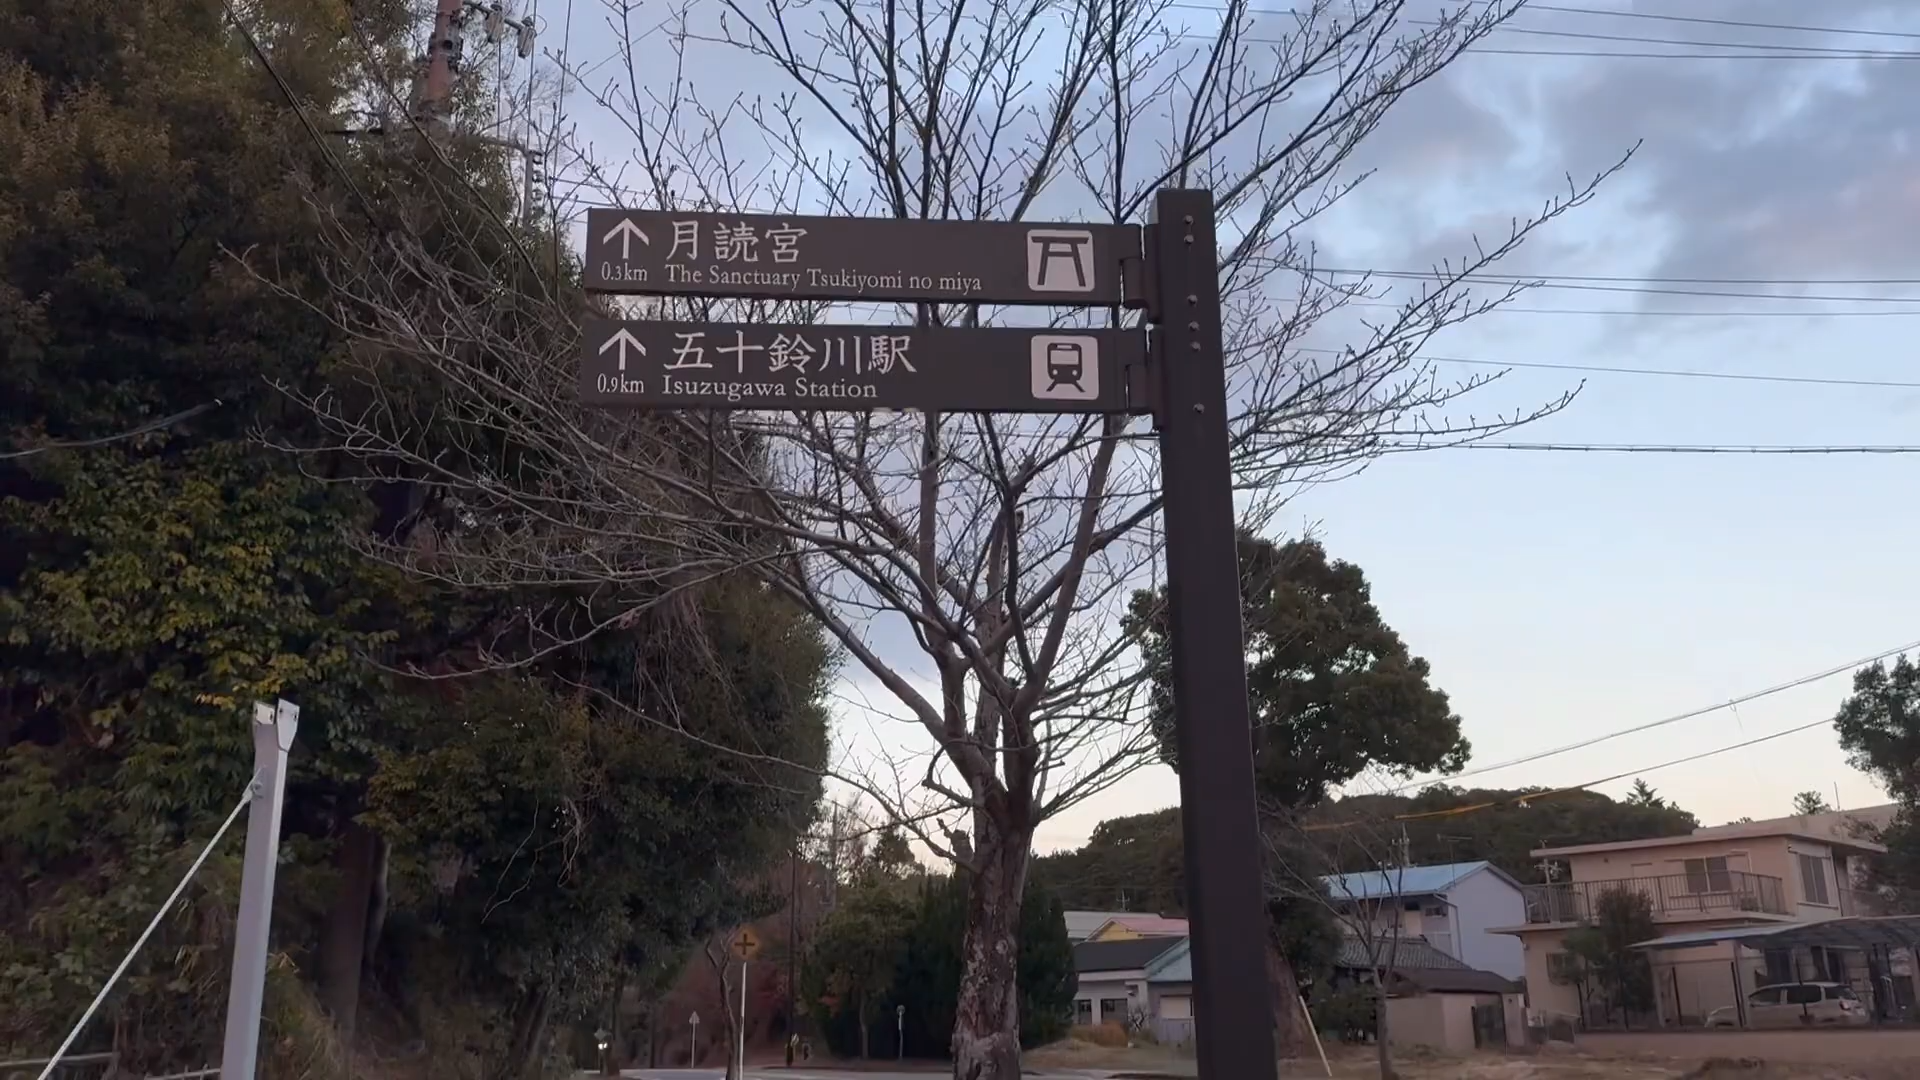 月読宮
0.3km The Sanctuary Tsukiyomi no miya
五十鈴川駅
0.9km Isuzugawa Station